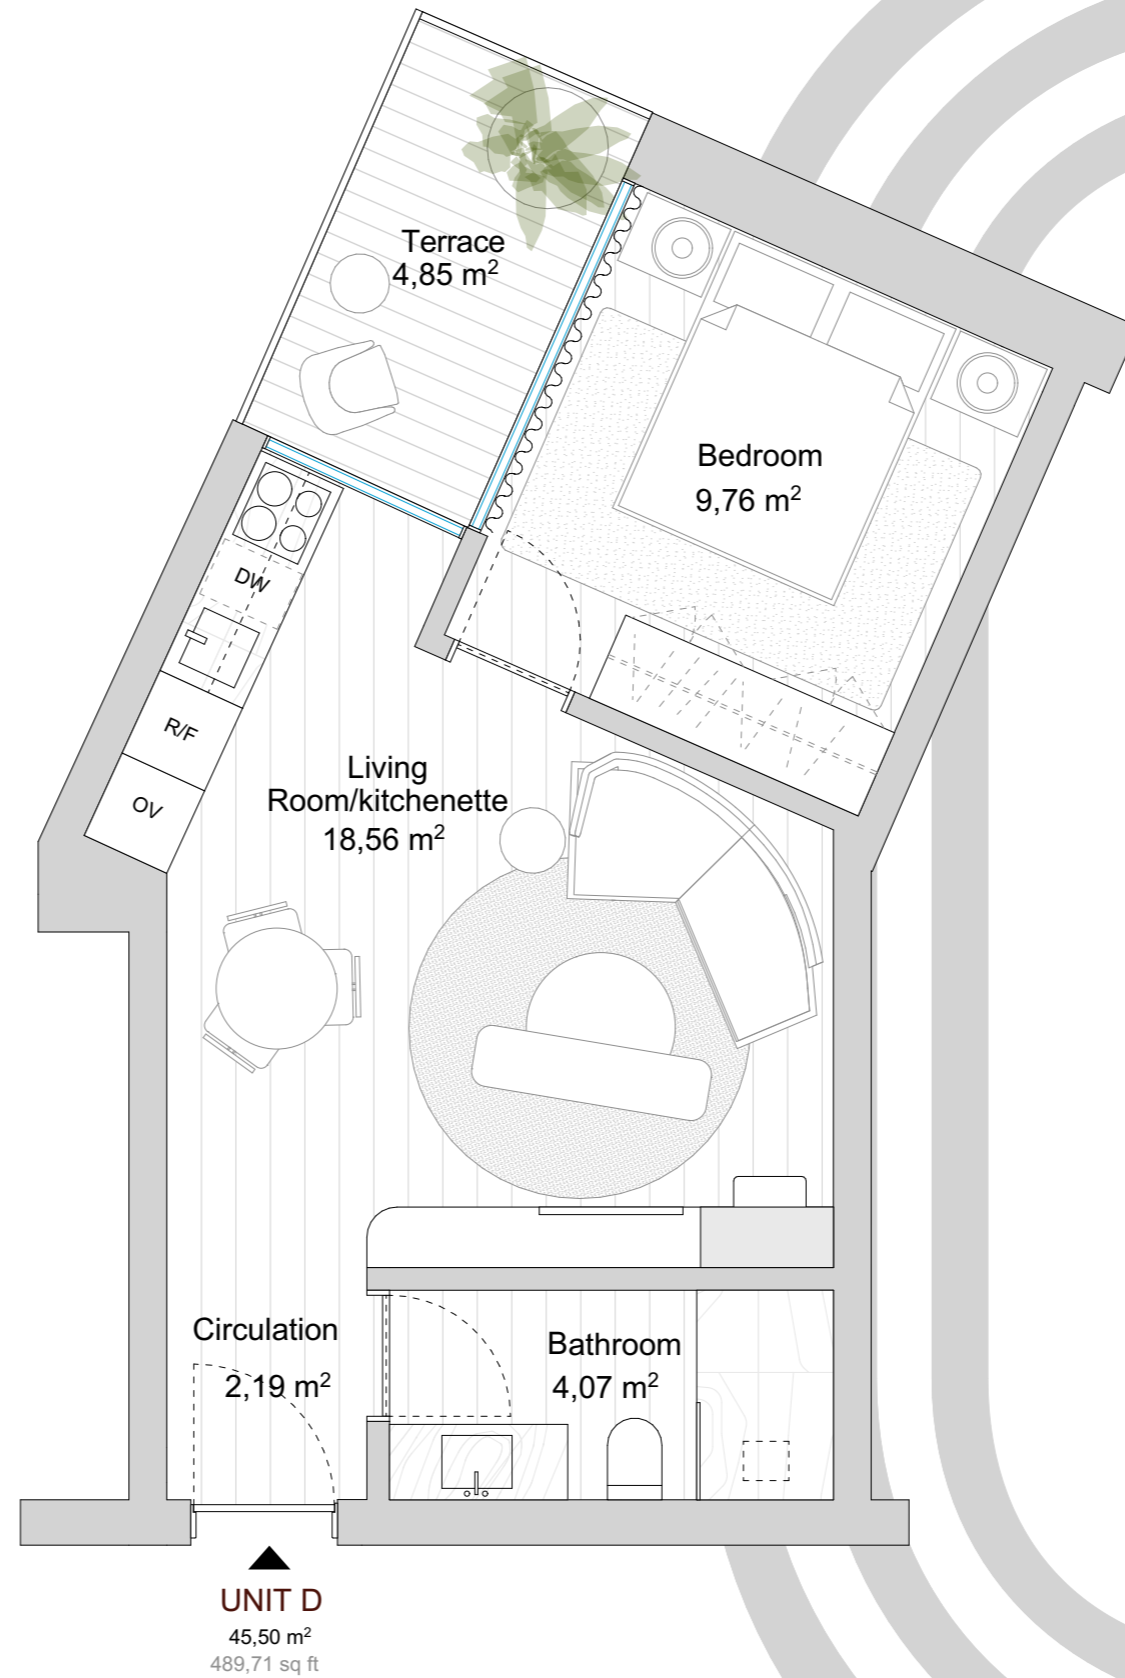 Terrace
4,85 m²
Bedroom
9,76 m²
DW
R/F
OV
Living
Room/kitchenette
18,56 m²
Circulation
2,19 m²
Bathroom
4,07 m²
UNIT D
45,50 m²
489,71 sq ft